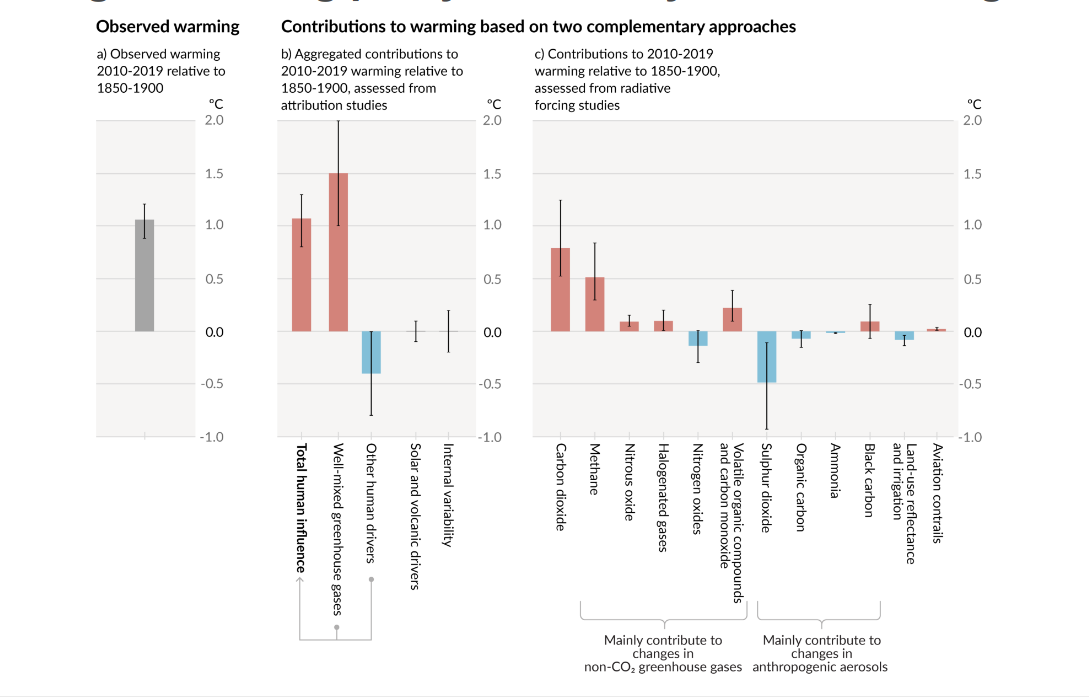 Observed warming
Contributions to warming based on two complementary approaches
a) Observed warming
2010-2019 relative to
1850-1900
b) Aggregated contributions to
2010-2019 warming relative to
1850-1900, assessed from
attribution studies
c) Contributions to 2010-2019
warming relative to 1850-1900,
assessed from radiative
forcing studies
°C
2.0
1.5
1.0
0.5
0.0
-0.5
-1.0
°C
2.0
1.5
1.0
0.5
0.0
-0.5
-1.0
°C
2.0
1.5
1.0
0.5
0.0
-0.5
-1.0
Total human influence
Well-mixed greenhouse gases
Other human drivers
Solar and volcanic drivers
Internal variability
Carbon dioxide
Methane
Nitrous oxide
Halogenated gases
Nitrogen oxides
Volatile organic compounds
and carbon monoxide
Sulphur dioxide
Organic carbon
Ammonia
Black carbon
Land-use reflectance
and irrigation
Aviation contrails
Mainly contribute to
changes in
non-CO₂ greenhouse gases
Mainly contribute to
changes in
anthropogenic aerosols